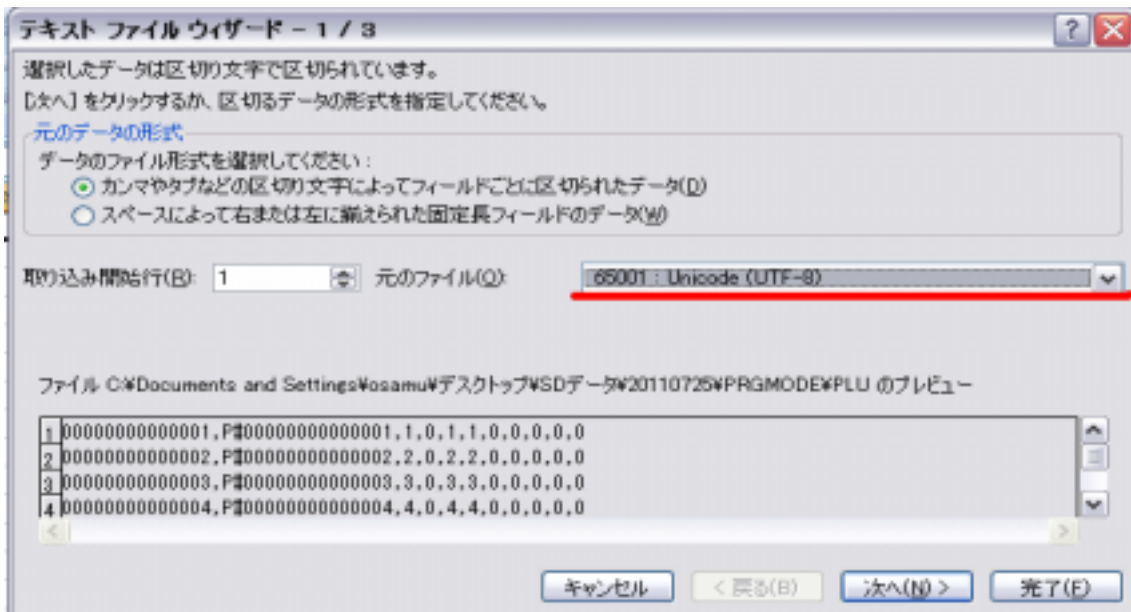 テキスト ファイル ウィザード - 1 / 3
選択したデータは区切り文字で区切られています。
[次へ] をクリックするか、区切るデータの形式を指定してください。
元のデータの形式
データのファイル形式を選択してください:
カンマやタブなどの区切り文字によってフィールドごとに区切られたデータ(D)
スペースによって右または左に揃えられた固定長フィールドのデータ(W)
取り込み開始行(R): 1 元のファイル(O): 65001 : Unicode (UTF-8)
ファイル C:¥Documents and Settings¥osamu¥デスクトップ¥SDデータ¥20110725¥PRGMODE¥PLU のプレビュー
1 00000000000001,P‡00000000000001,1,0,1,1,0,0,0,0,0
2 00000000000002,P‡00000000000002,2,0,2,2,0,0,0,0,0
3 00000000000003,P‡00000000000003,3,0,3,3,0,0,0,0,0
4 00000000000004,P‡00000000000004,4,0,4,4,0,0,0,0,0
キャンセル < 戻る(B) 次へ(N) > 完了(F)